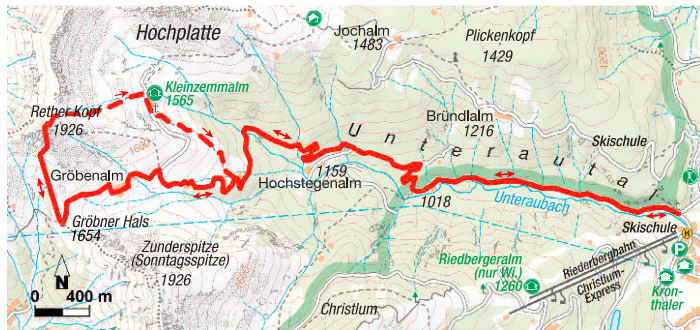 Hochplatte
Jochalm
1483
Plickenkopf
1429
1200
Kleinzemmalm
1565
Rether Kopf
1926
Bründlalm
1216
Skischule
Unterautal
Gröbenalm
1600
1159
Hochstegenalm
1018
Unteraubach
Gröbner Hals
1654
Skischule
H
P
Zunderspitze
(Sonntagsspitze)
1926
Riedbergeralm
(nur Wi.)
1260
Riederbergbahn
Christlum-
Express
Kron-
thaler
Christlum
N
0 400 m